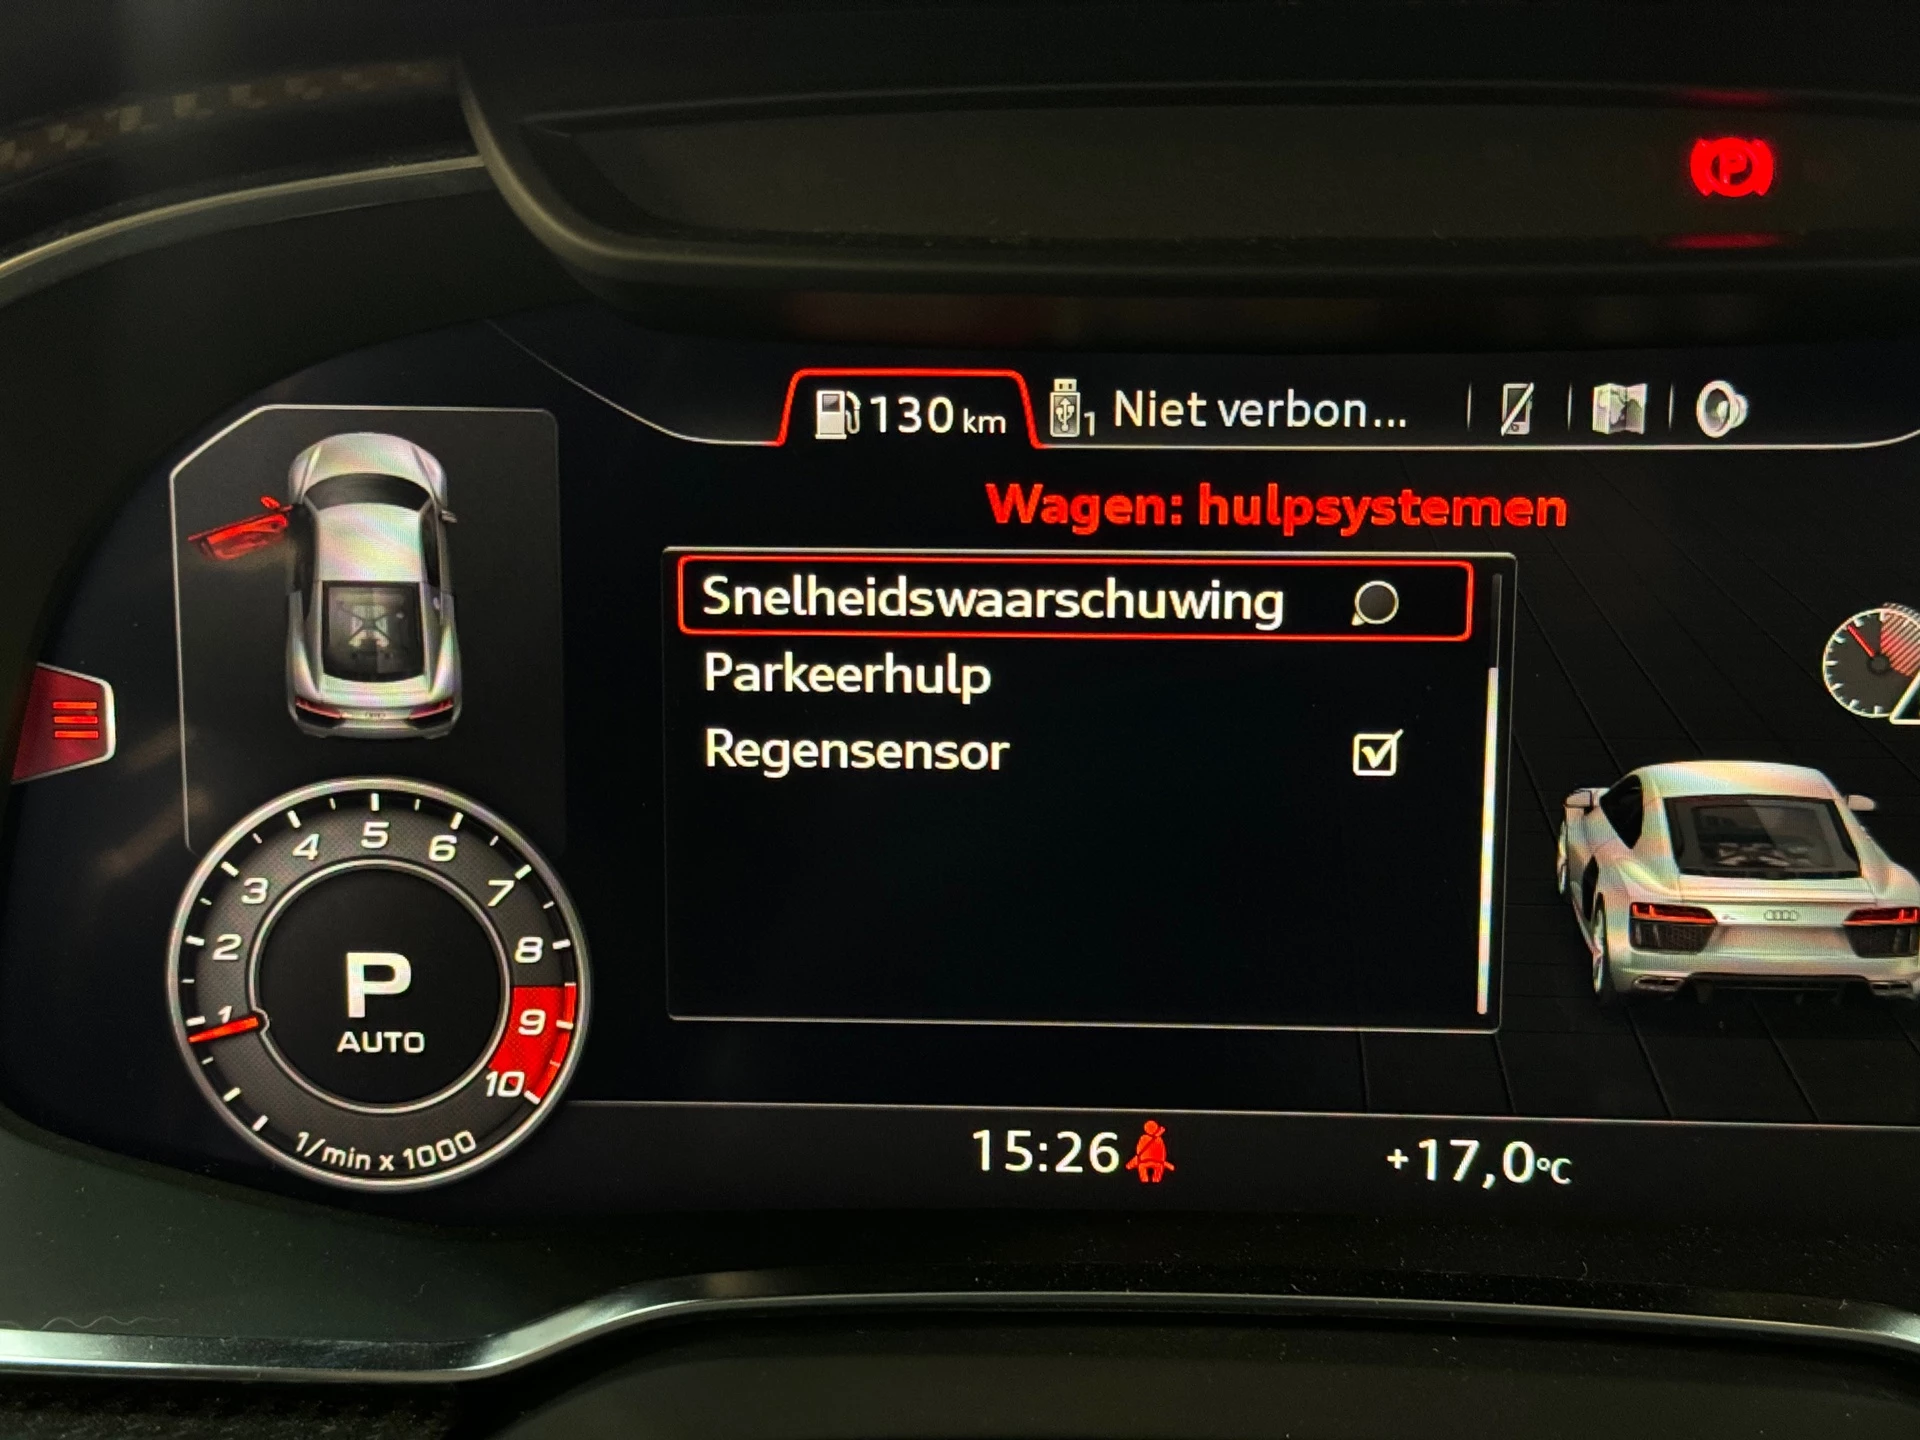 130 km
1 Niet verbon...
Wagen: hulpsystemen
Snelheidswaarschuwing
Parkeerhulp
Regensensor
1 2 3 4 5 6 7 8 9 10
P
AUTO
1/min x 1000
15:26
+17,0°C
P